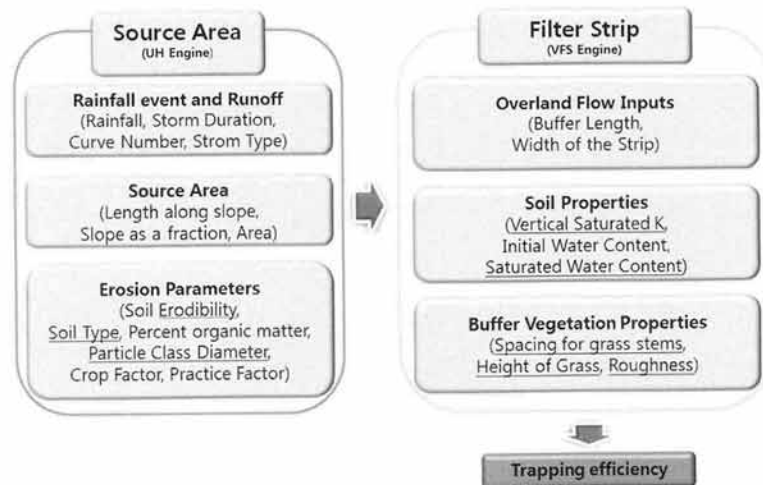 Source Area
(UH Engine)
Rainfall event and Runoff
(Rainfall, Storm Duration,
Curve Number, Strom Type)
Source Area
(Length along slope,
Slope as a fraction, Area)
Erosion Parameters
(Soil Erodibility,
Soil Type, Percent organic matter,
Particle Class Diameter,
Crop Factor, Practice Factor)
Filter Strip
(VFS Engine)
Overland Flow Inputs
(Buffer Length,
Width of the Strip)
Soil Properties
(Vertical Saturated K,
Initial Water Content,
Saturated Water Content)
Buffer Vegetation Properties
(Spacing for grass stems,
Height of Grass, Roughness)
Trapping efficiency